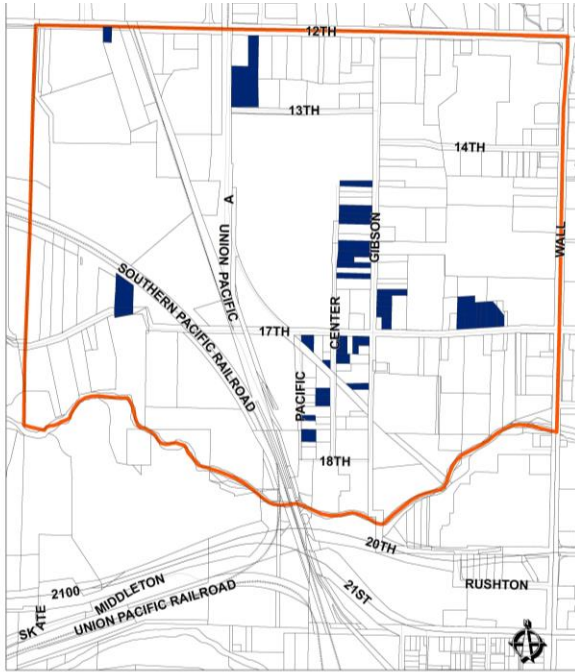 12TH
13TH
14TH
A
UNION PACIFIC
GIBSON
WALL
SOUTHERN PACIFIC RAILROAD
17TH
CENTER
PACIFIC
18TH
20TH
21ST
RUSHTON
2100
MIDDLETON
UNION PACIFIC RAILROAD
SKATE